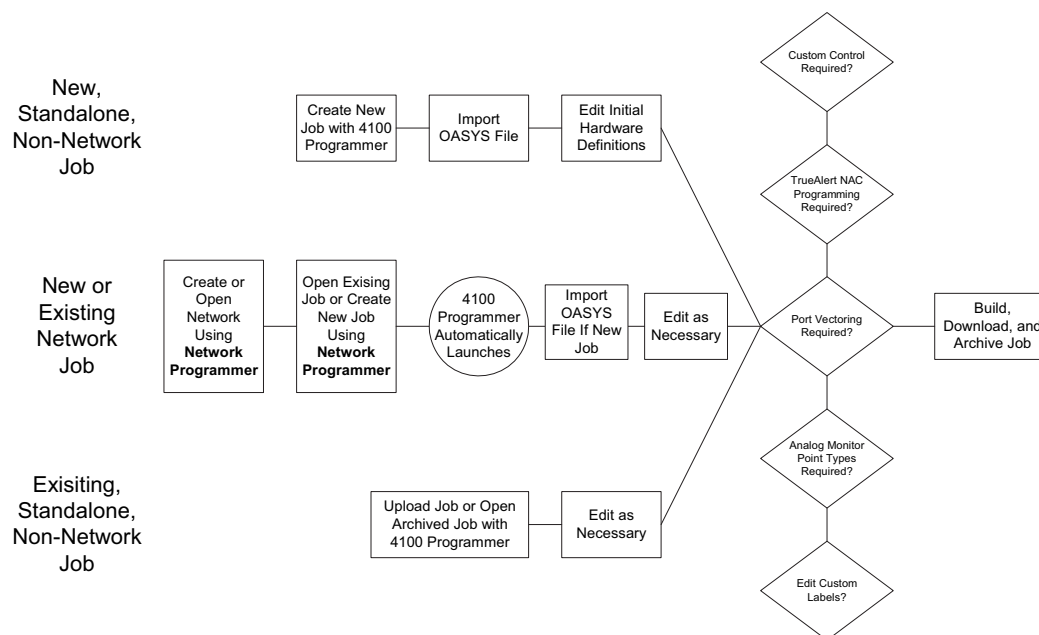 New,
Standalone,
Non-Network
Job
Create New
Job with 4100
Programmer
Import
OASYS File
Edit Initial
Hardware
Definitions
Custom Control
Required?
TrueAlert NAC
Programming
Required?
New or
Existing
Network
Job
Create or
Open
Network
Using
Network
Programmer
Open Exising
Job or Create
New Job
Using
Network
Programmer
4100
Programmer
Automatically
Launches
Import
OASYS
File If New
Job
Edit as
Necessary
Port Vectoring
Required?
Build,
Download, and
Archive Job
Exisiting,
Standalone,
Non-Network
Job
Upload Job or Open
Archived Job with
4100 Programmer
Edit as
Necessary
Analog Monitor
Point Types
Required?
Edit Custom
Labels?